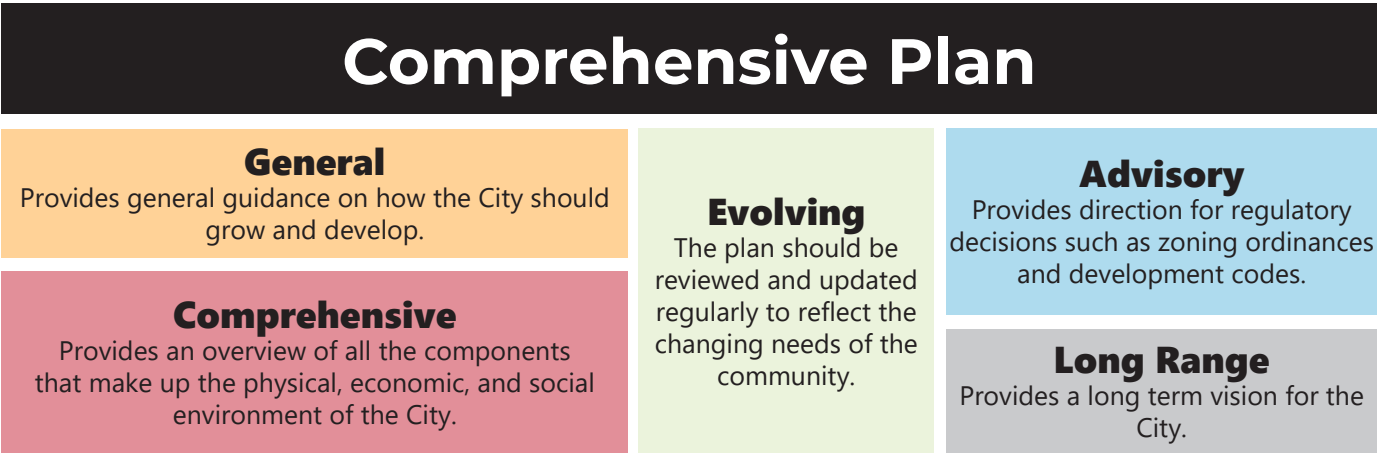 Comprehensive Plan
General
Provides general guidance on how the City should
grow and develop.
Comprehensive
Provides an overview of all the components
that make up the physical, economic, and social
environment of the City.
Evolving
The plan should be
reviewed and updated
regularly to reflect the
changing needs of the
community.
Advisory
Provides direction for regulatory
decisions such as zoning ordinances
and development codes.
Long Range
Provides a long term vision for the
City.